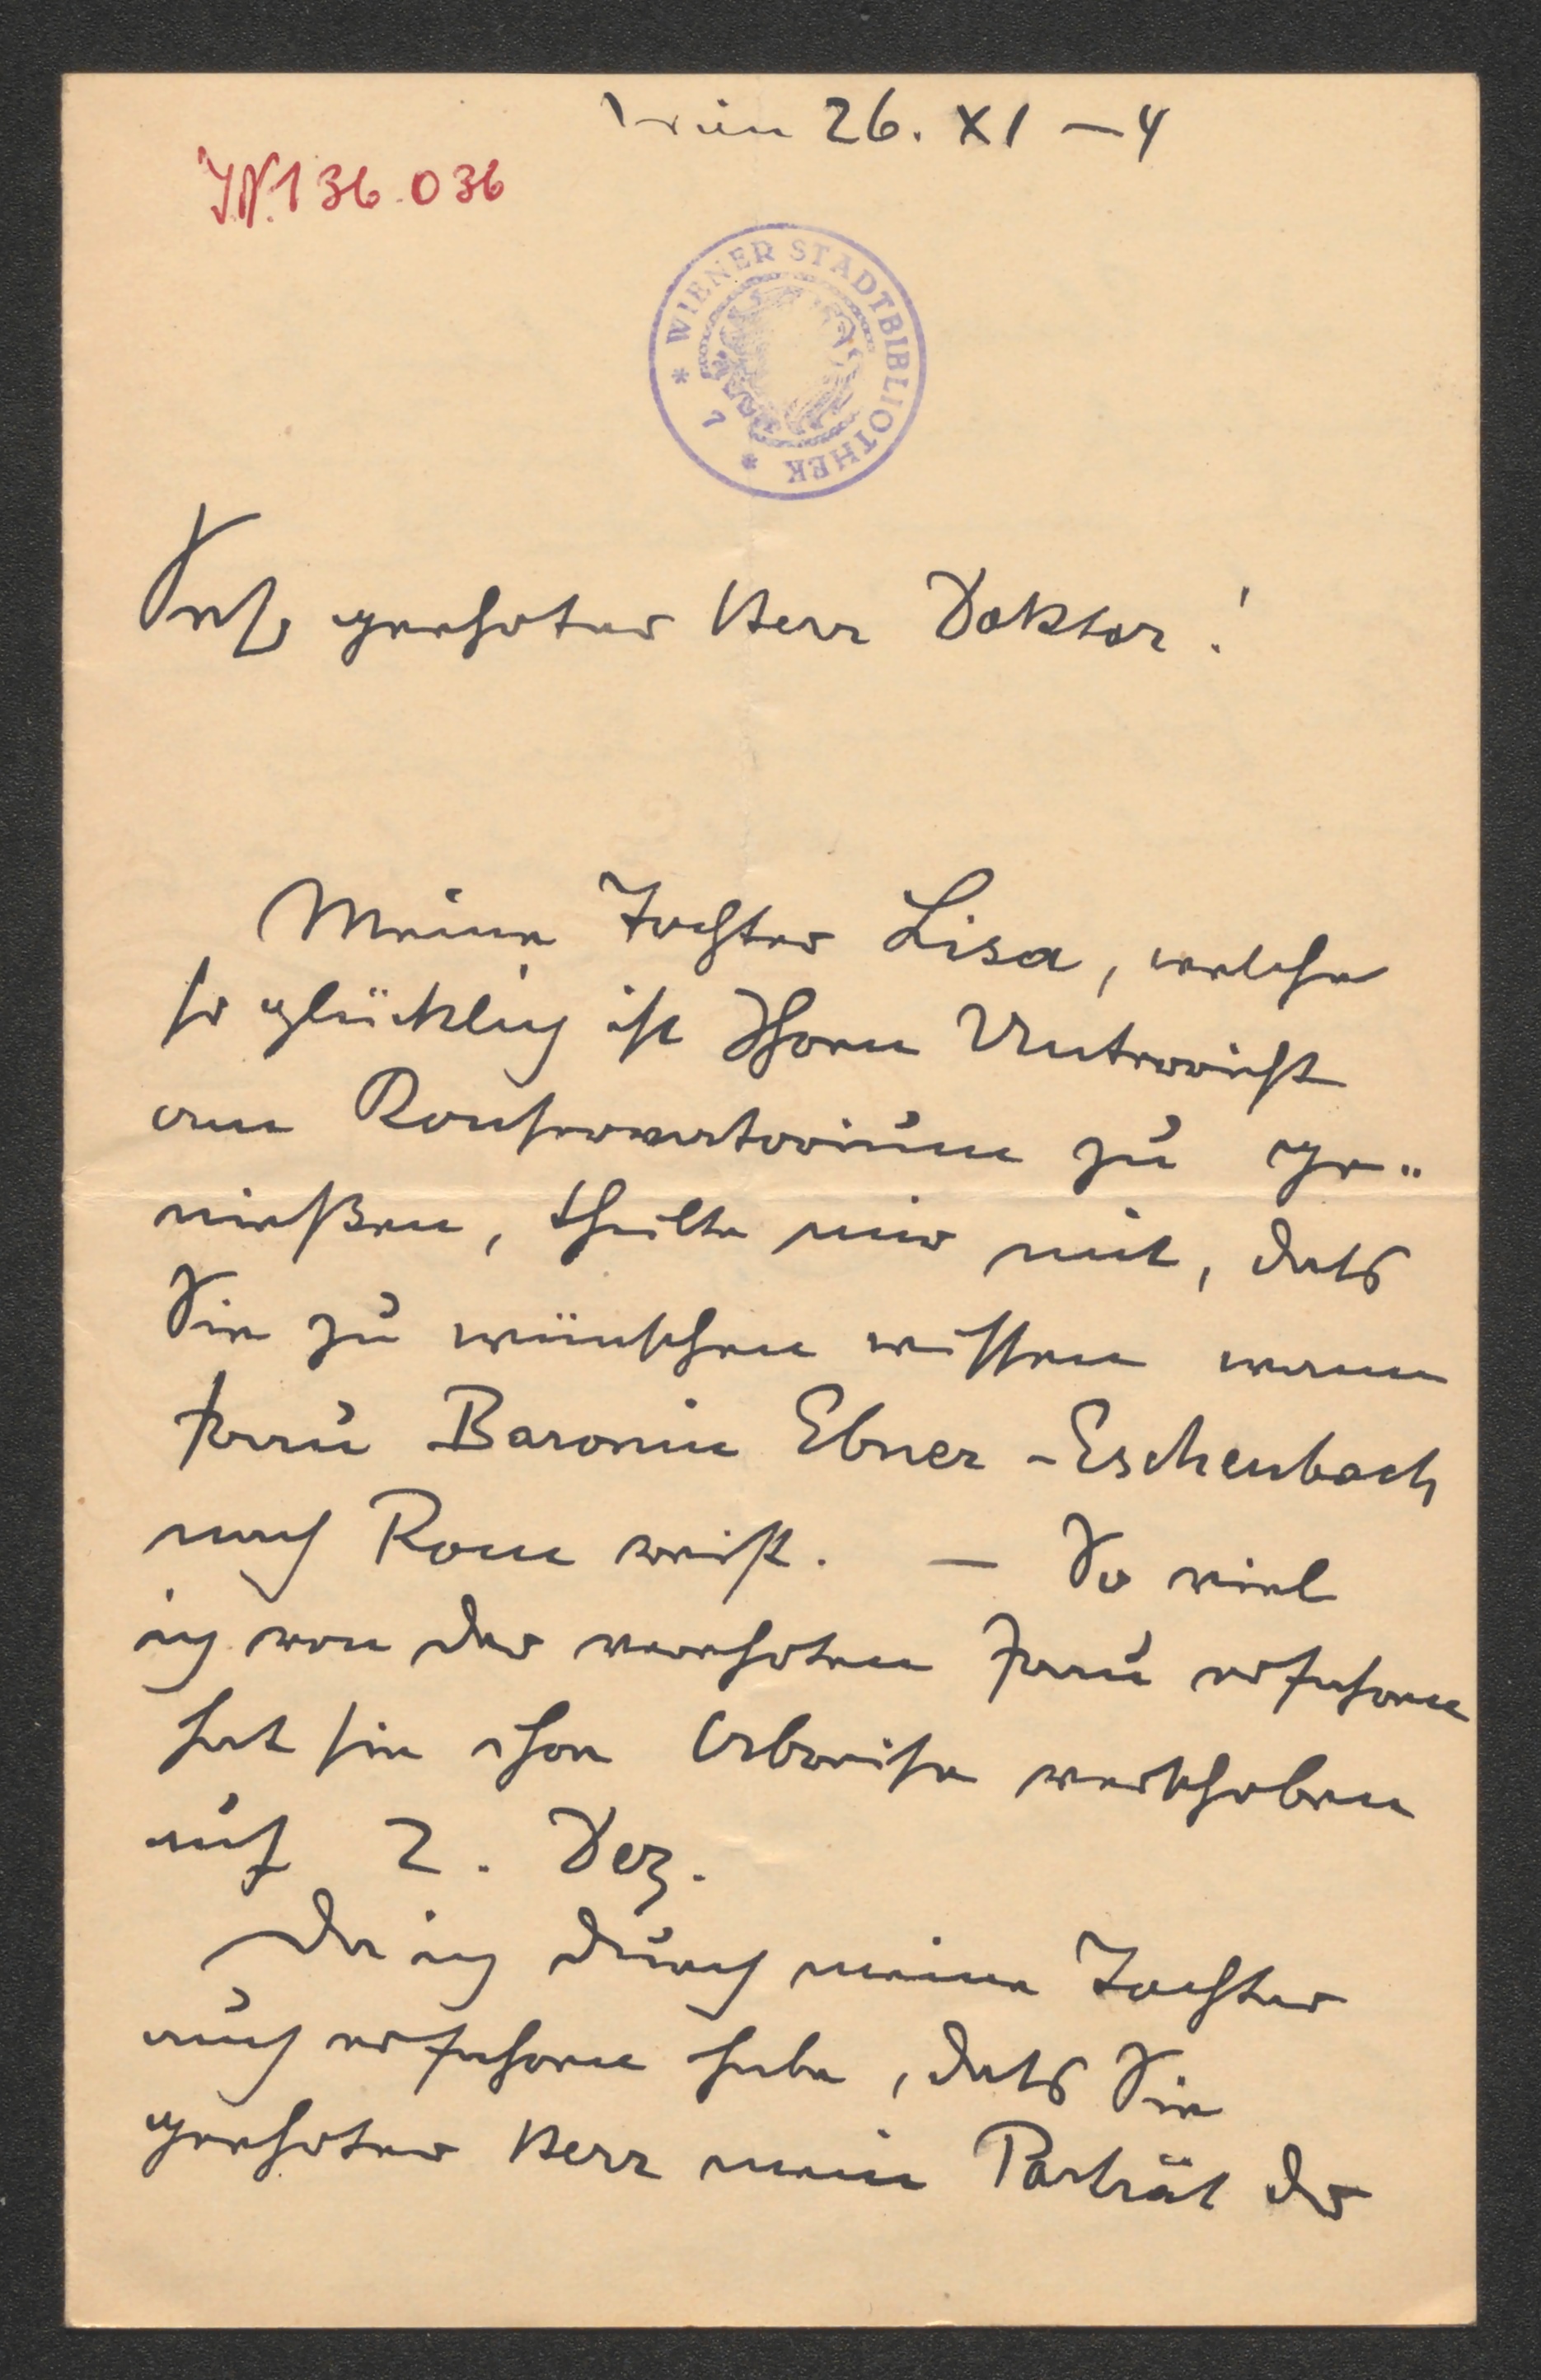 Wien 26. XI – 4
I.N. 136.036
* WIENER STADTBIBLIOTHEK * 7
Sehr geehrter Herr Doktor!
Meine Tochter Lisa, welche
so glücklich ist Ihren Unterricht
am Konservatorium zu ge„
nießen, theilte mir mit, dass
Sie zu wünschen wissen wann
Frau Baronin Ebner-Eschenbach
nach Rom reist. – So viel
ich von der verehrten Frau erfahren
hat sie ihre Abreise verschoben
auf 2. Dez.
Da ich durch meine Tochter
auch erfahren habe, dass Sie
geehrter Herr mein Porträt der